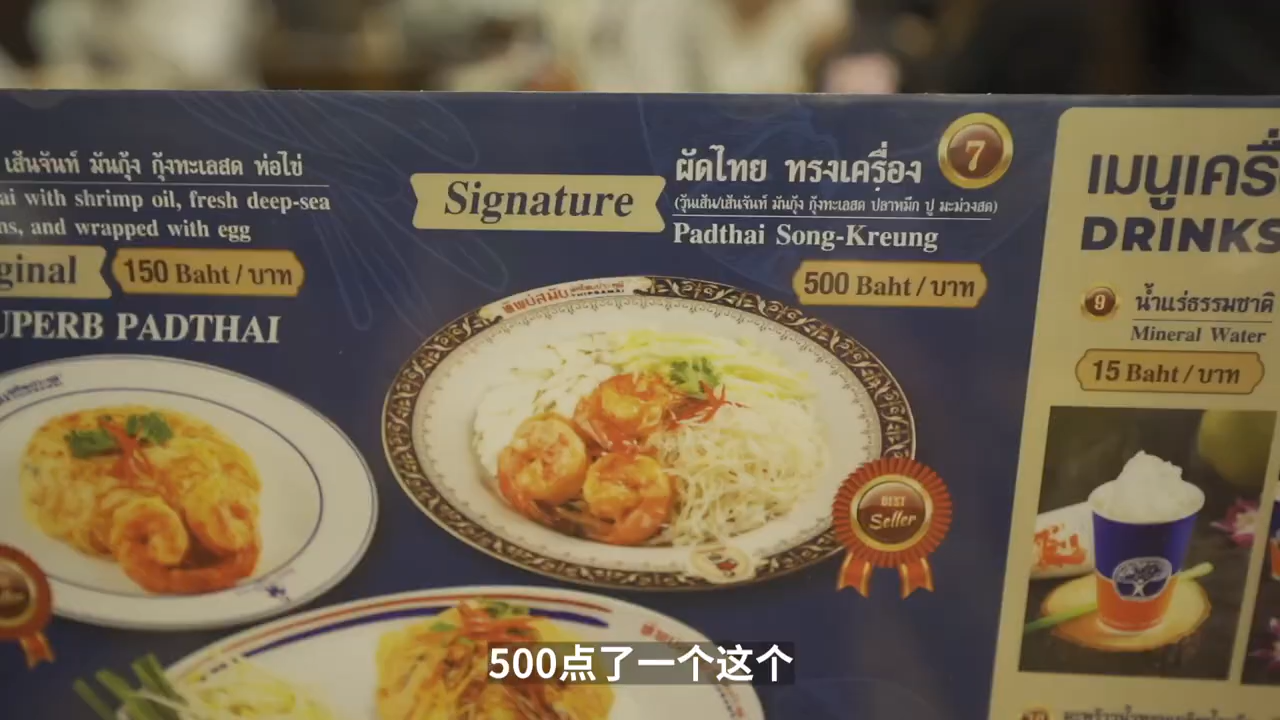 เส้นจันท์ มันกุ้ง กุ้งทะเลสด ห่อไข่
ai with shrimp oil, fresh deep-sea
ns, and wrapped with egg
ginal
150 Baht / บาท
UPERB PADTHAI
Signature
ผัดไทย ทรงเครื่อง
7
(วุ้นเส้น/เส้นจันท์ มันกุ้ง กุ้งทะเลสด ปลาหมึก ปู มะม่วงสด)
Padthai Song-Kreung
500 Baht / บาท
BEST
Seller
เมนูเครื่
DRINKS
9
น้ำแร่ธรรมชาติ
Mineral Water
15 Baht / บาท
500点了一个这个